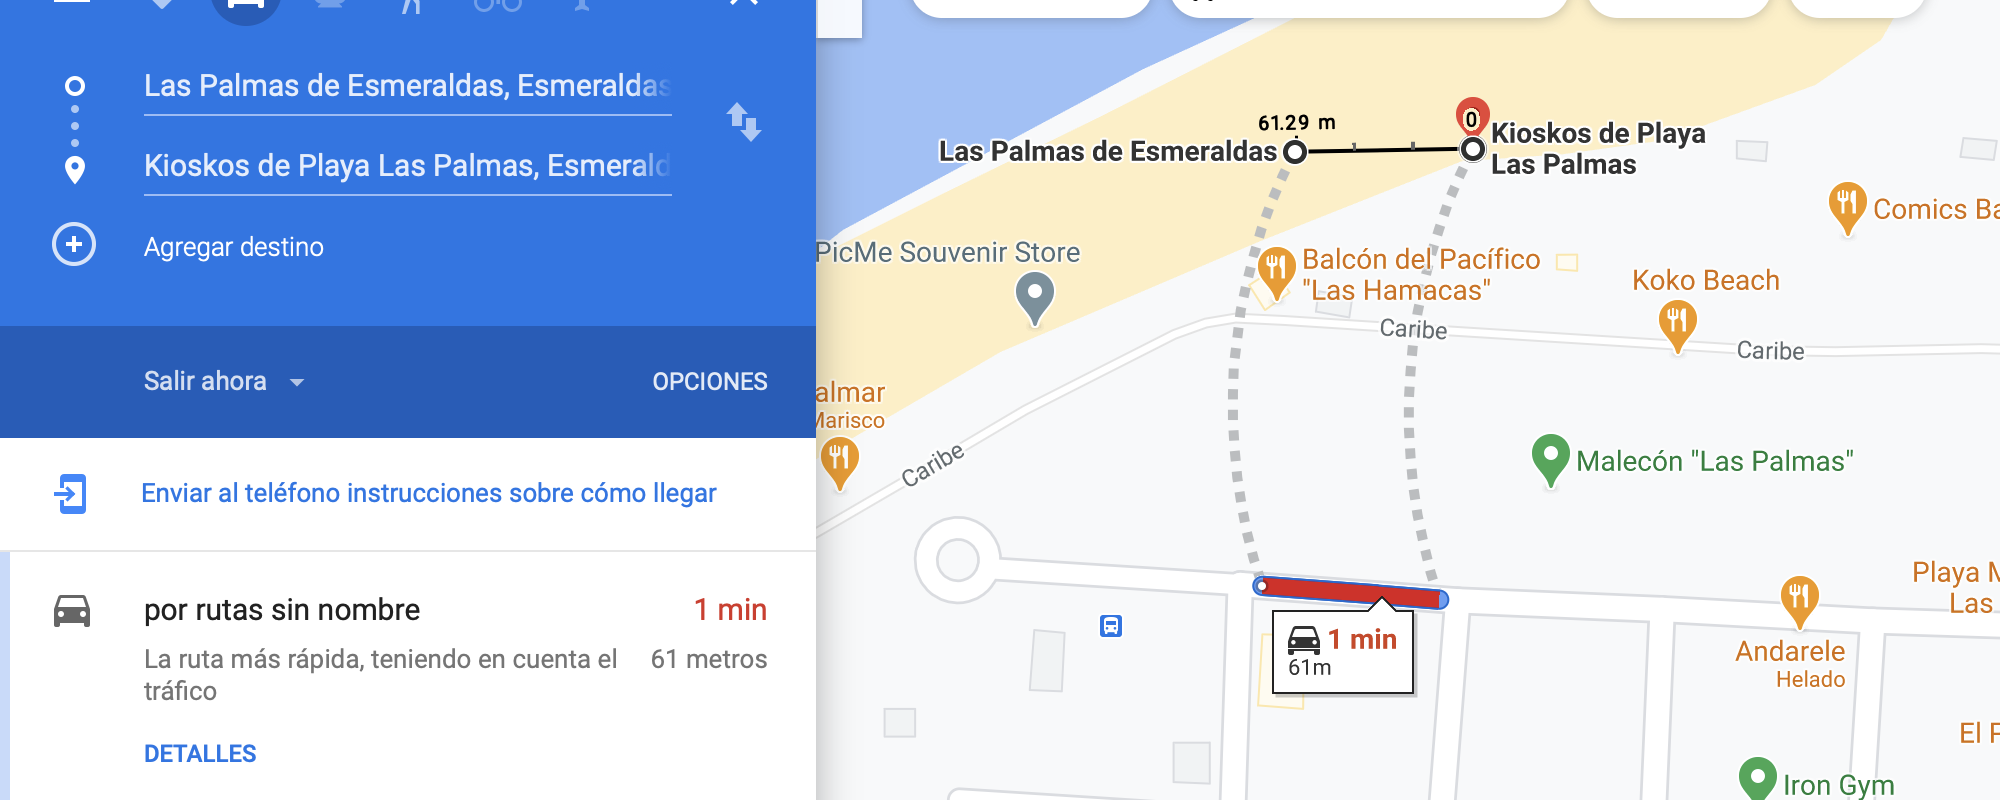 Las Palmas de Esmeraldas, Esmeraldas
Kioskos de Playa Las Palmas, Esmerald
Agregar destino
Salir ahora
OPCIONES
Enviar al teléfono instrucciones sobre cómo llegar
por rutas sin nombre
1 min
La ruta más rápida, teniendo en cuenta el
tráfico
61 metros
DETALLES
61.29 m
0
Las Palmas de Esmeraldas
Kioskos de Playa
Las Palmas
Comics Ba
PicMe Souvenir Store
Balcón del Pacífico
"Las Hamacas"
Koko Beach
Caribe
Caribe
almar
Marisco
Caribe
Malecón "Las Palmas"
1 min
61m
Playa M
Las
Andarele
Helado
El P
Iron Gym